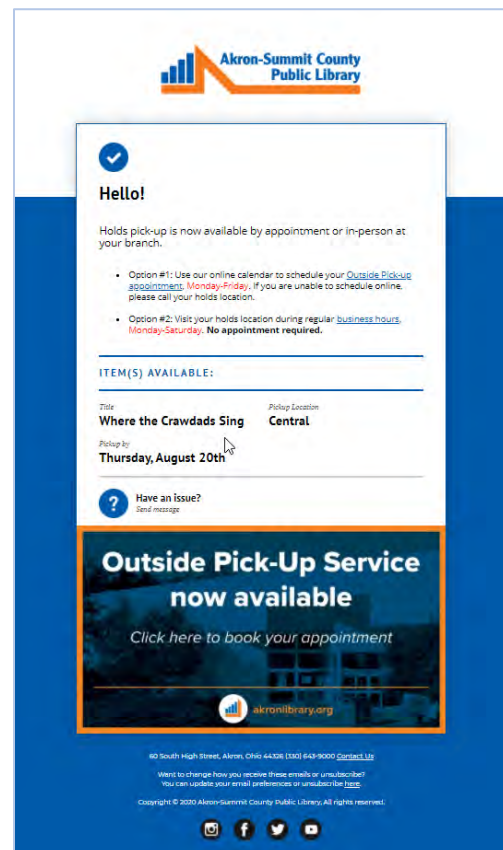 Akron-Summit County
Public Library
Hello!
Holds pick-up is now available by appointment or in-person at
your branch.
• Option #1: Use our online calendar to schedule your Outside Pick-up
appointment, Monday-Friday. If you are unable to schedule online,
please call your holds location.
• Option #2: Visit your holds location during regular business hours,
Monday-Saturday. No appointment required.
ITEM(S) AVAILABLE:
Title Pickup Location
Where the Crawdads Sing Central
Pickup by
Thursday, August 20th
? Have an issue?
Send message
Outside Pick-Up Service
now available
Click here to book your appointment
akronlibrary.org
60 South High Street, Akron, Ohio 44326 (330) 643-9000 Contact Us
Want to change how you receive these emails or unsubscribe?
You can update your email preferences or unsubscribe here.
Copyright © 2020 Akron-Summit County Public Library, All rights reserved.